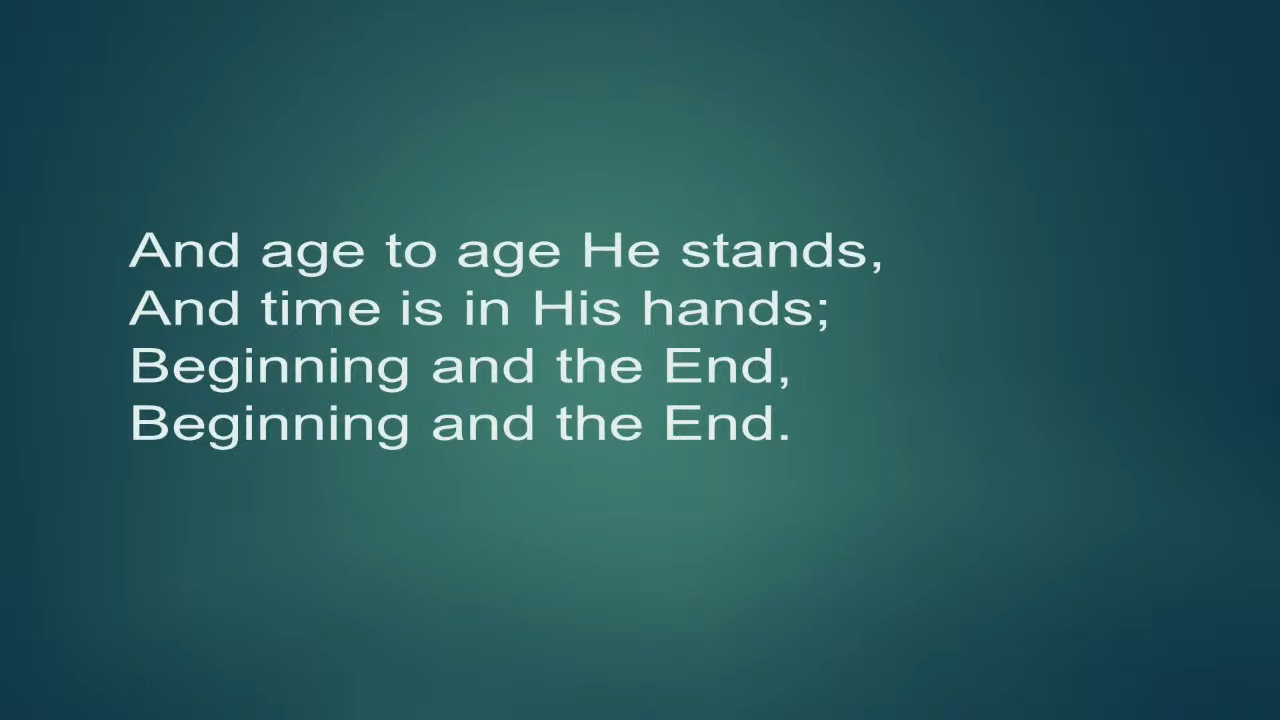 And age to age He stands,
And time is in His hands;
Beginning and the End,
Beginning and the End.